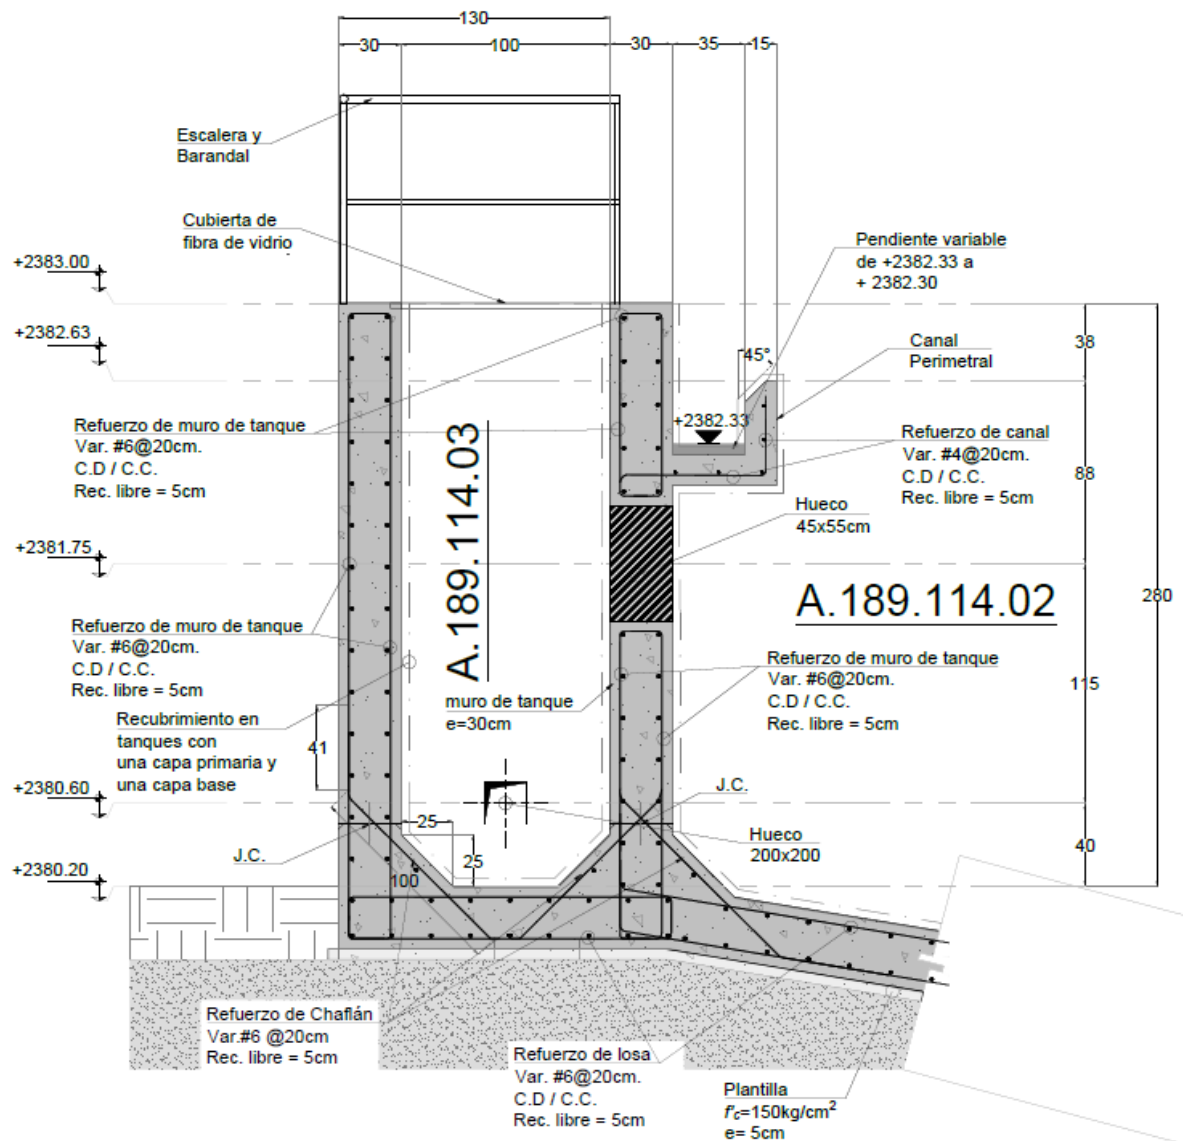 130
30
100
30
35
15
Escalera y
Barandal
Cubierta de
fibra de vidrio
Pendiente variable
de +2382.33 a
+ 2382.30
+2383.00
+2382.63
38
45°
Canal
Perimetral
+2382.33
Refuerzo de muro de tanque
Var. #6@20cm.
C.D / C.C.
Rec. libre = 5cm
A.189.114.03
Refuerzo de canal
Var. #4@20cm.
C.D / C.C.
Rec. libre = 5cm
88
Hueco
45x55cm
+2381.75
A.189.114.02
280
Refuerzo de muro de tanque
Var. #6@20cm.
C.D / C.C.
Rec. libre = 5cm
Refuerzo de muro de tanque
Var. #6@20cm.
C.D / C.C.
Rec. libre = 5cm
115
muro de tanque
e=30cm
Recubrimiento en
tanques con
una capa primaria y
una capa base
41
+2380.60
J.C.
25
Hueco
200x200
40
J.C.
25
100
+2380.20
Refuerzo de Chaflán
Var.#6 @20cm
Rec. libre = 5cm
Refuerzo de losa
Var. #6@20cm.
C.D / C.C.
Rec. libre = 5cm
Plantilla
f'c=150kg/cm²
e= 5cm